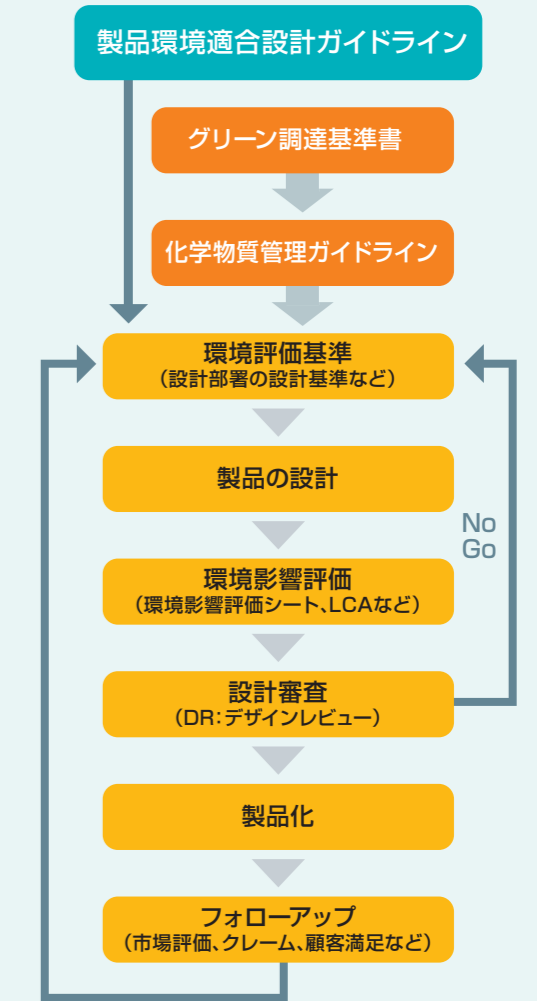 製品環境適合設計ガイドライン
グリーン調達基準書
化学物質管理ガイドライン
環境評価基準
（設計部署の設計基準など）
製品の設計
No
Go
環境影響評価
（環境影響評価シート、LCAなど）
設計審査
（DR：デザインレビュー）
製品化
フォローアップ
（市場評価、クレーム、顧客満足など）